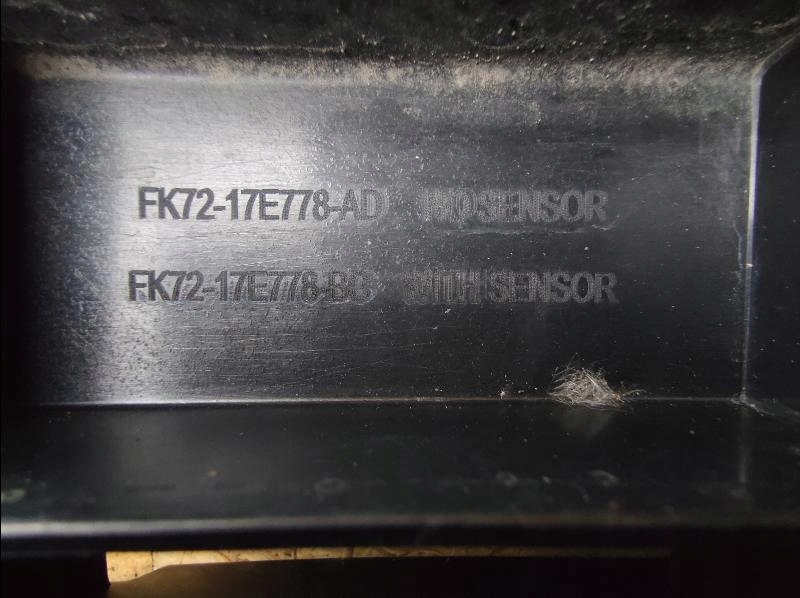 FK72-17E778-AD W/O SENSOR
FK72-17E778-BC WITH SENSOR